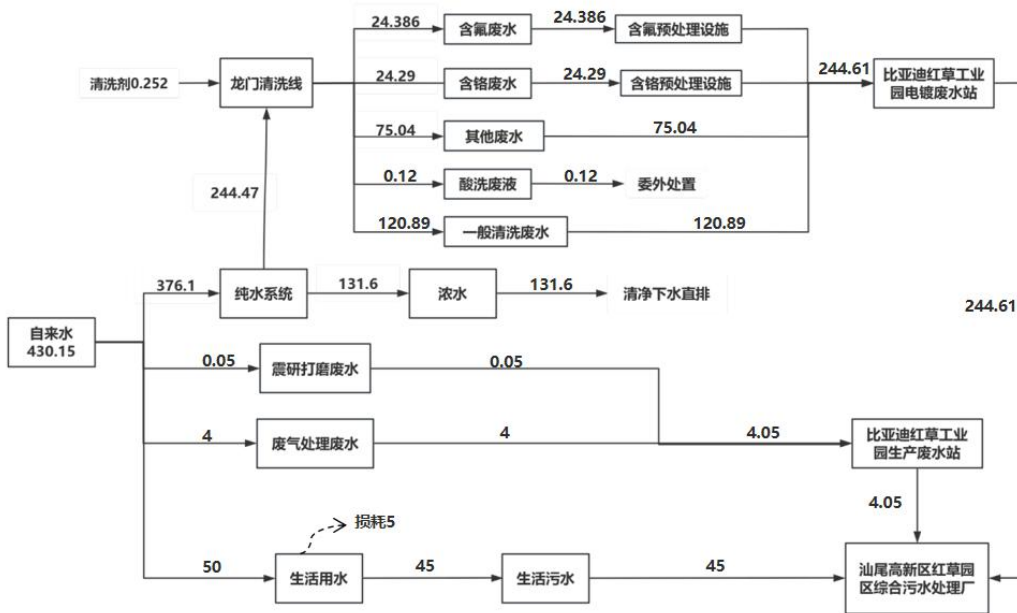 24.386
含氟废水
24.386
含氟预处理设施
清洗剂0.252
龙门清洗线
24.29
含铬废水
24.29
含铬预处理设施
244.61
比亚迪红草工业
园电镀废水站
75.04
其他废水
75.04
0.12
酸洗废液
0.12
委外处置
244.47
120.89
一般清洗废水
120.89
376.1
纯水系统
131.6
浓水
131.6
清净下水直排
244.61
自来水
430.15
0.05
震研打磨废水
0.05
4
废气处理废水
4
4.05
比亚迪红草工业
园生产废水站
4.05
损耗5
50
生活用水
45
生活污水
45
汕尾高新区红草园
区综合污水处理厂